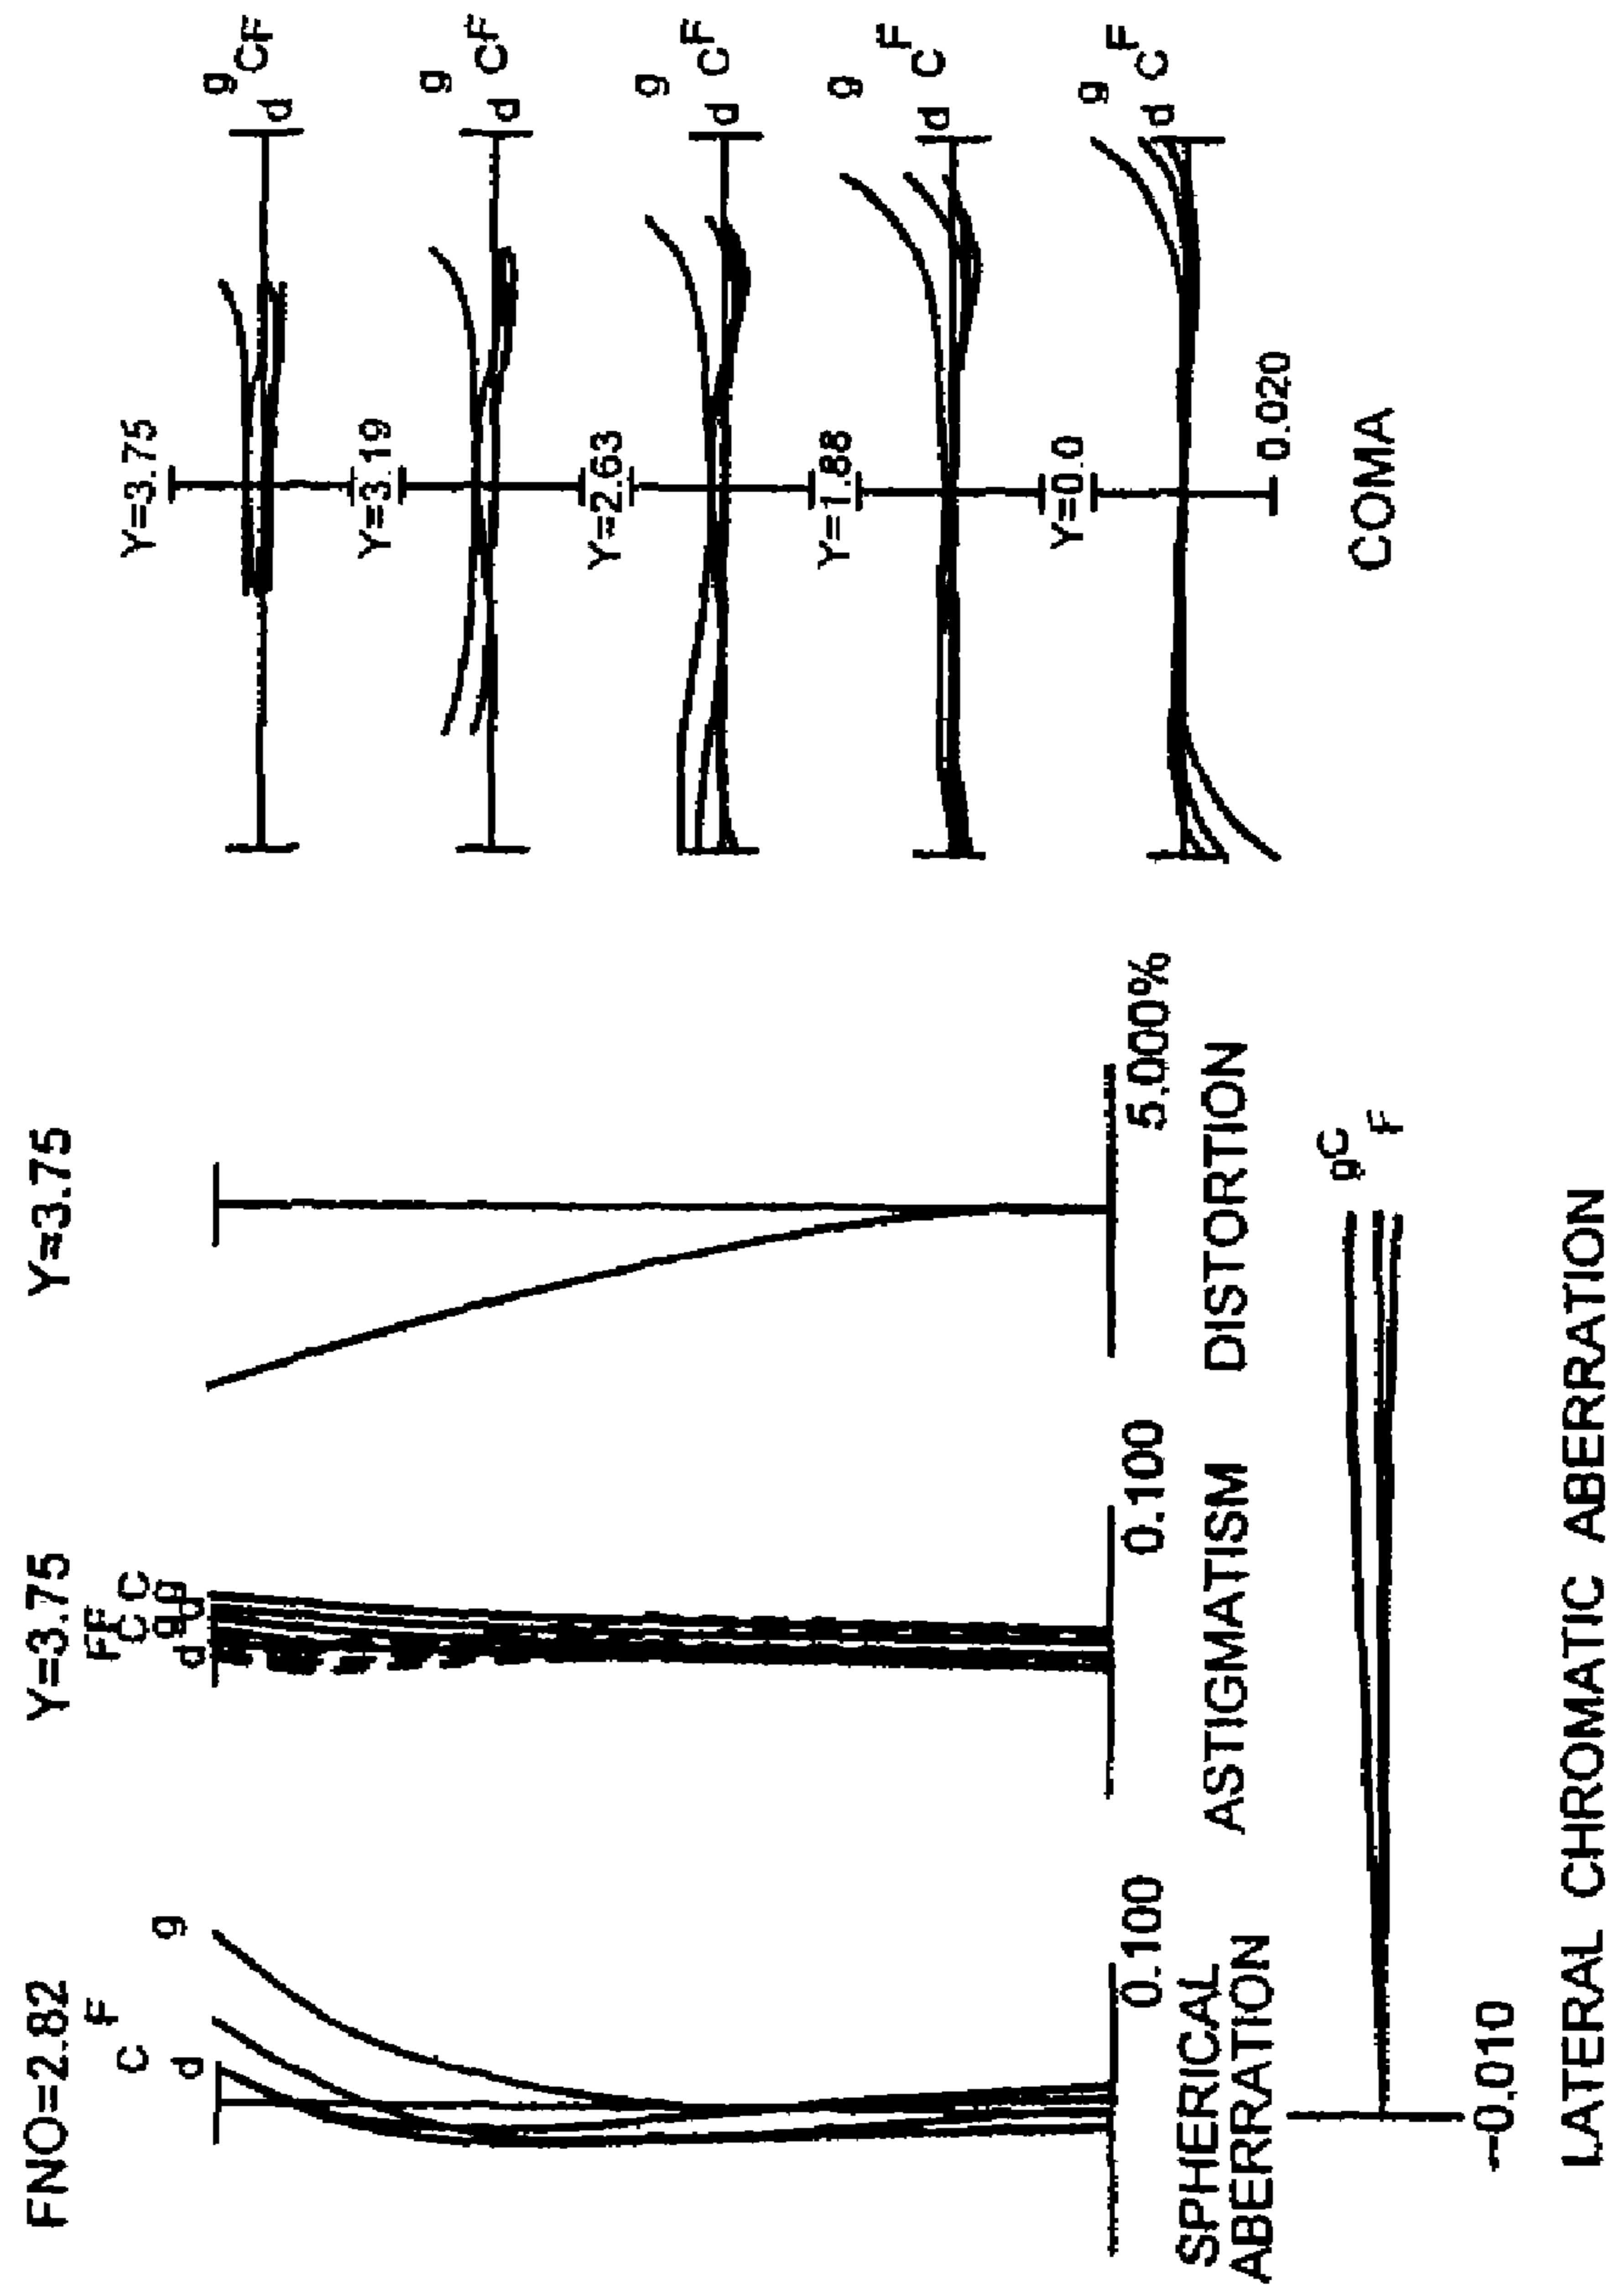 FNO=2.82
C F
d g
0.100
SPHERICAL
ABERRATION
Y=3.75
FF
C C
g g
d d
0.100
ASTIGMATISM
Y=3.75
5.000%
DISTORTION
Y=3.75
g
d CF
Y=3.19
g
d CF
Y=2.63
g
d CF
Y=1.88
g
d C F
Y=0.0
g
d C F
0.020
COMA
g C
F
-0.010
LATERAL CHROMATIC ABERRATION